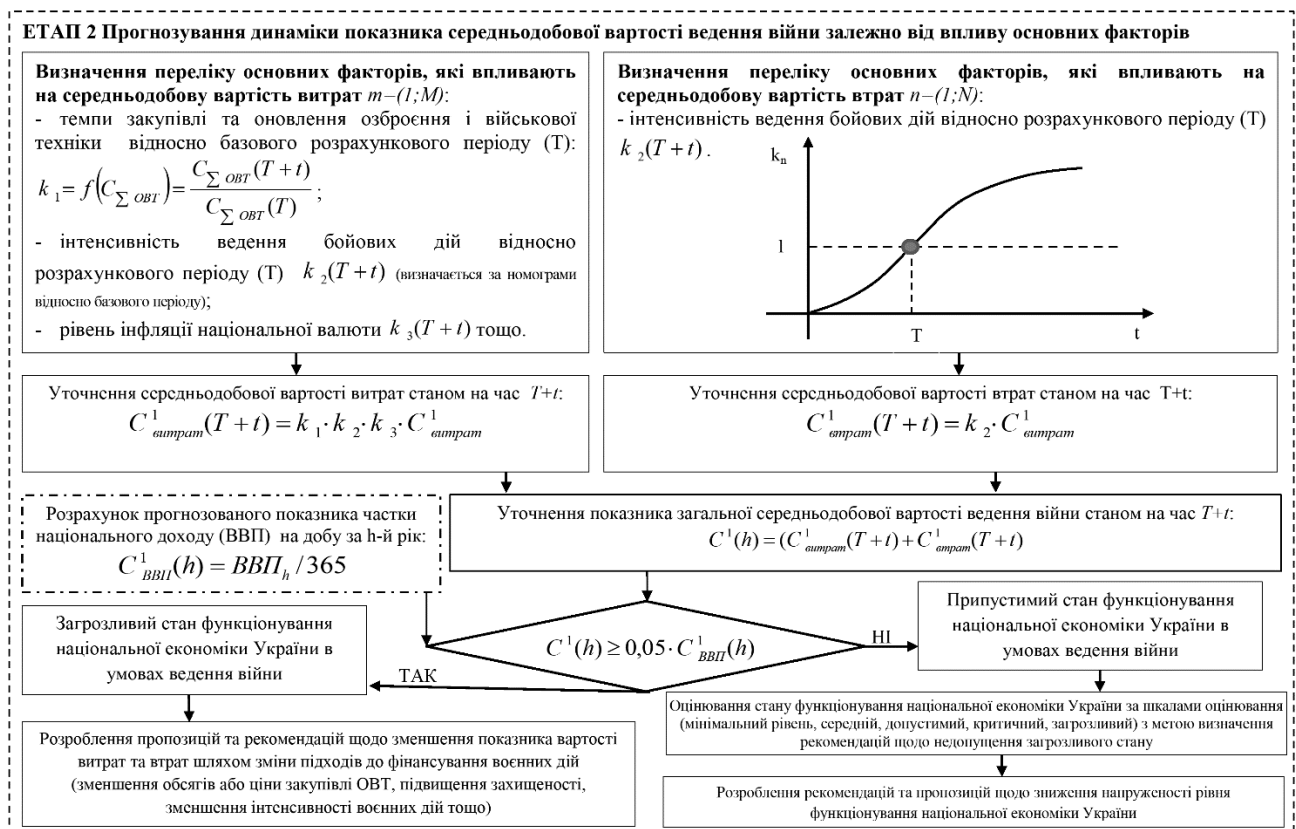 ЕТАП 2 Прогнозування динаміки показника середньодобової вартості ведення війни залежно від впливу основних факторів
Визначення переліку основних факторів, які впливають
на середньодобову вартість витрат m–(1;M):
- темпи закупівлі та оновлення озброєння і військової
техніки відносно базового розрахункового періоду (Т):
k₁ = f(C_∑ ОВТ) = C_∑ ОВТ(T + t) / C_∑ ОВТ(T) ;
- інтенсивність ведення бойових дій відносно
розрахункового періоду (Т) k₂(T + t) (визначається за номограми
відносно базового періоду);
- рівень інфляції національної валюти k₃(T + t) тощо.
Визначення переліку основних факторів, які впливають на
середньодобову вартість втрат n–(1;N):
- інтенсивність ведення бойових дій відносно розрахункового періоду (Т)
k₂(T + t) .
kₙ
1
T
t
Уточнення середньодобової вартості витрат станом на час T+t:
C¹витрат(T + t) = k₁· k₂· k₃· C¹витрат
Уточнення середньодобової вартості втрат станом на час T+t:
C¹втрат(T + t) = k₂· C¹витрат
Розрахунок прогнозованого показника частки
національного доходу (ВВП) на добу за h-й рік:
C¹ВВП(h) = ВВПₕ / 365
Уточнення показника загальної середньодобової вартості ведення війни станом на час T+t:
C¹(h) = (C¹витрат(T + t) + C¹втрат(T + t)
Загрозливий стан функціонування
національної економіки України в
умовах ведення війни
C¹(h) ≥ 0,05 · C¹ВВП(h)
НІ
ТАК
Припустимий стан функціонування
національної економіки України в
умовах ведення війни
Розроблення пропозицій та рекомендацій щодо зменшення показника вартості
витрат та втрат шляхом зміни підходів до фінансування воєнних дій
(зменшення обсягів або ціни закупівлі ОВТ, підвищення захищеності,
зменшення інтенсивності воєнних дій тощо)
Оцінювання стану функціонування національної економіки України за шкалами оцінювання
(мінімальний рівень, середній, допустимий, критичний, загрозливий) з метою визначення
рекомендацій щодо недопущення загрозливого стану
Розроблення рекомендацій та пропозицій щодо зниження напруженості рівня
функціонування національної економіки України